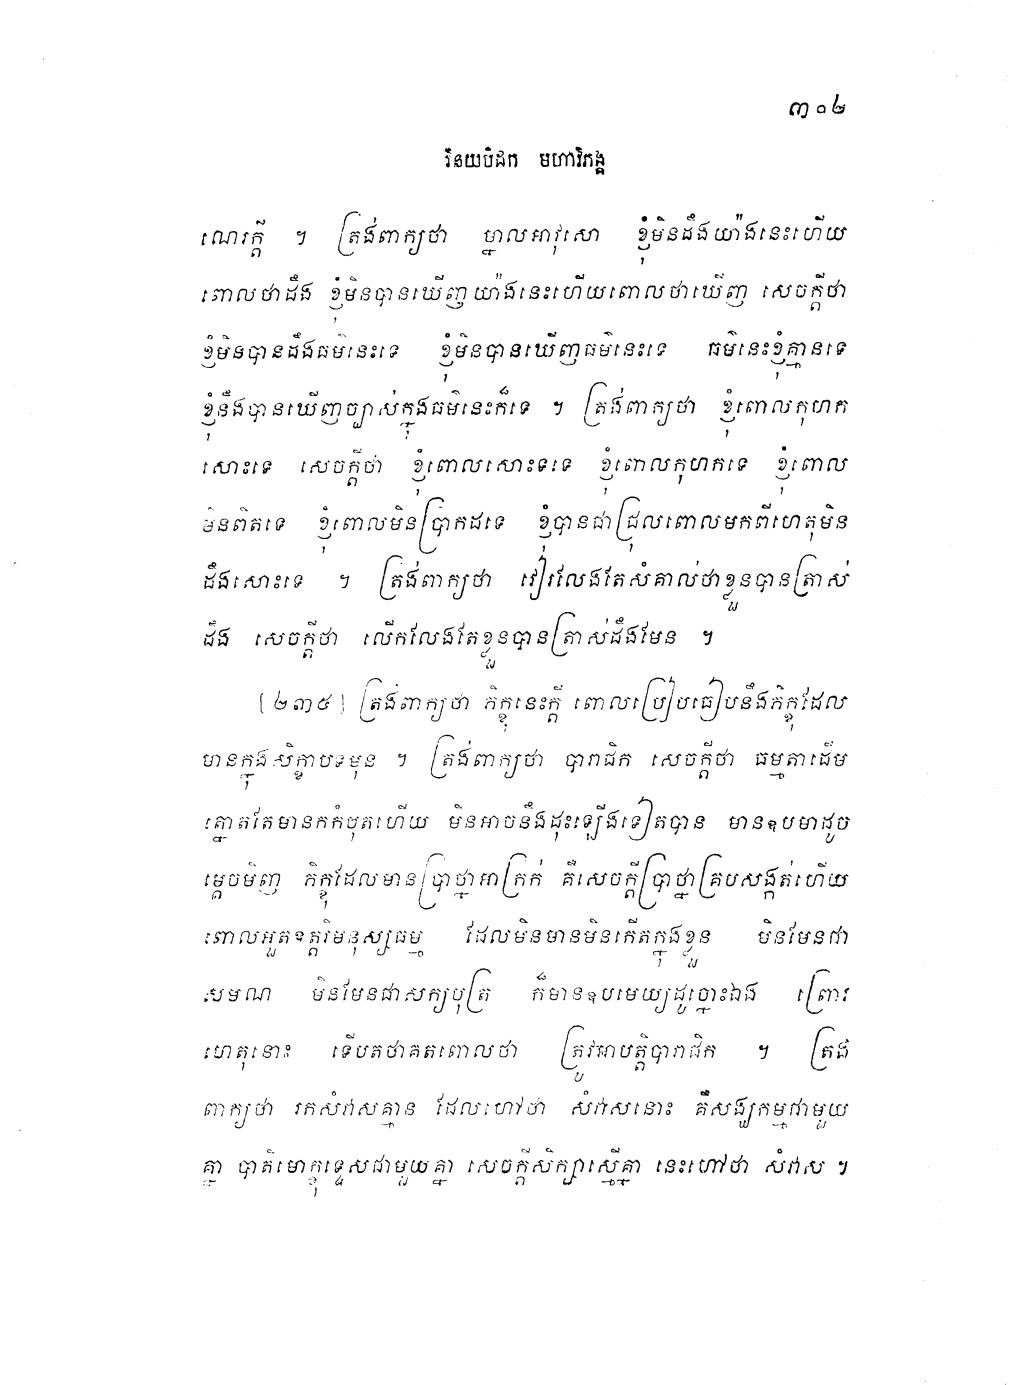 ៣០២
វិនយបិដក មហាវិភង្គ
ណេរក្តី ។ ត្រង់ពាក្យថា ម្នាលអាវុសោ ខ្ញុំមិនដឹងយ៉ាងនេះហើយ
ពោលថាដឹង ខ្ញុំមិនបានឃើញយ៉ាងនេះហើយពោលថាឃើញ សេចក្តីថា
ខ្ញុំមិនបានដឹងធម៌នេះទេ ខ្ញុំមិនបានឃើញធម៌នេះទេ ធម៌នេះខ្ញុំគ្មានទេ
ខ្ញុំនឹងបានឃើញច្បាស់ក្នុងធម៌នេះក៏ទេ ។ ត្រង់ពាក្យថា ខ្ញុំពោលកុហក
សោះទេ សេចក្តីថា ខ្ញុំពោលសោះទទេ ខ្ញុំពោលកុហកទេ ខ្ញុំពោល
មិនពិតទេ ខ្ញុំពោលមិនប្រាកដទេ ខ្ញុំបានជាជ្រុលពោលមកពីហេតុមិន
ដឹងសោះទេ ។ ត្រង់ពាក្យថា វៀរលែងតែសំគាល់ថាខ្លួនបានត្រាស់
ដឹង សេចក្តីថា លើកលែងតែខ្លួនបានត្រាស់ដឹងមែន ។
[២៣៥] ត្រង់ពាក្យថា ភិក្ខុនេះក្តី ពោលប្រៀបធៀបនឹងភិក្ខុដែល
មានក្នុងសិក្ខាបទមុន ។ ត្រង់ពាក្យថា បារាជិក សេចក្តីថា ធម្មតាដើម
ត្នោតតែមានកកំបុតហើយ មិនអាចនឹងដុះឡើងទៀតបាន មានឧបមាដូច
ម្តេចមិញ ភិក្ខុដែលមានប្រាថ្នាអាក្រក់ គឺសេចក្តីប្រាថ្នាគ្របសង្កត់ហើយ
ពោលអួតឧត្តរិមនុស្សធម្ម ដែលមិនមានមិនកើតក្នុងខ្លួន មិនមែនជា
សមណ មិនមែនជាសក្យបុត្រ ក៏មានឧបមេយ្យដូច្នោះឯង ព្រោះ
ហេតុនោះ ទើបតថាគតពោលថា ត្រូវអាបត្តិបារាជិក ។ ត្រង់
ពាក្យថា រកសំវាសគ្មាន ដែលហៅថា សំវាសនោះ គឺសង្ឃកម្មជាមួយ
គ្នា បាតិមោក្ខុទ្ទេសជាមួយគ្នា សេចក្តីសិក្សាស្មើគ្នា នេះហៅថា សំវាស ។